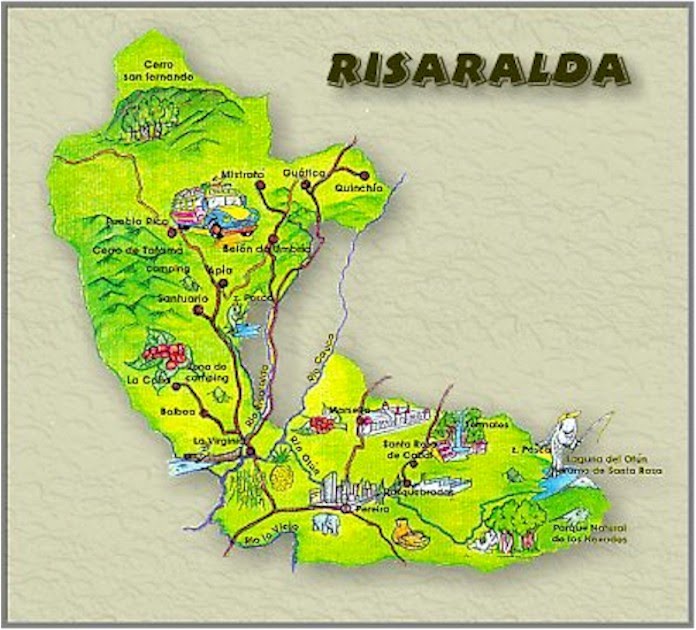 RISARALDA
Cerro
san fernando
Mistrató
Guática
Quinchía
Pueblo Rico
Belén de Umbría
Cerro de Tatamá
camping
Apía
Santuario
z. Pesca
Río Cauca
Río Risaralda
zona de
camping
La Celia
Balboa
La Virginia
Río Otún
Marsella
Termales
Santa Rosa
de Cabal
z. Pesca
Laguna del Otún
de Santa Rosa
Dosquebradas
Pereira
Río La Vieja
Parque Natural
de los Nevados